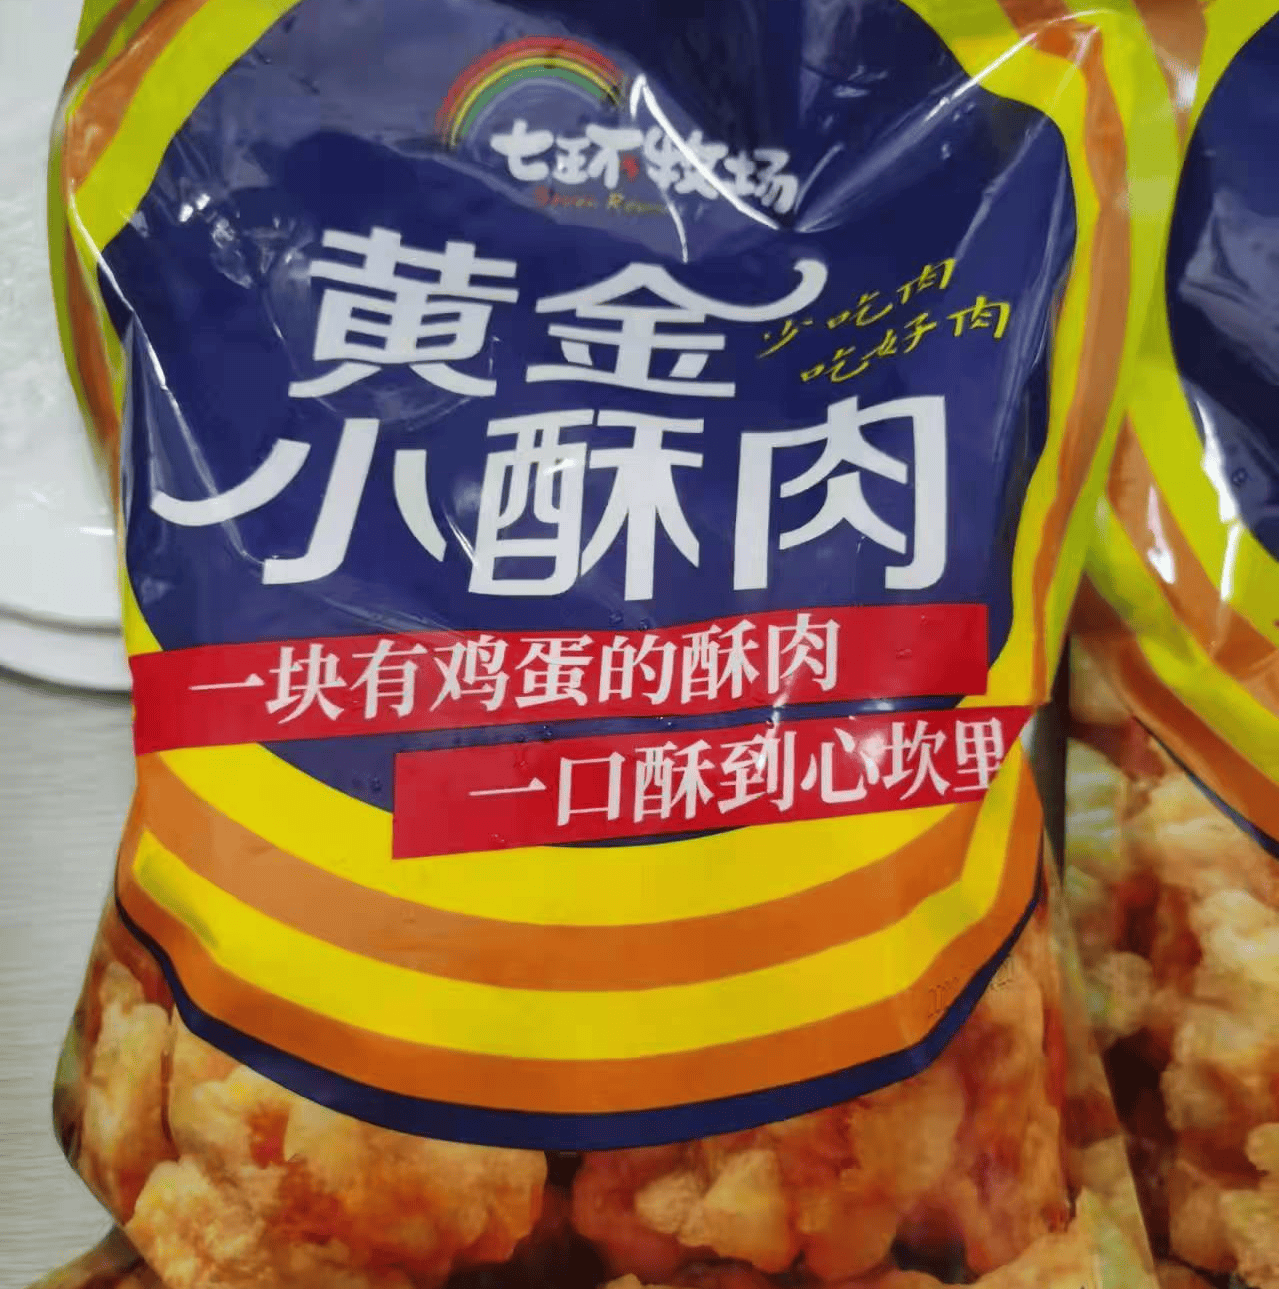 七环牧场
黄金
少吃肉
吃好肉
小酥肉
一块有鸡蛋的酥肉
一口酥到心坎里